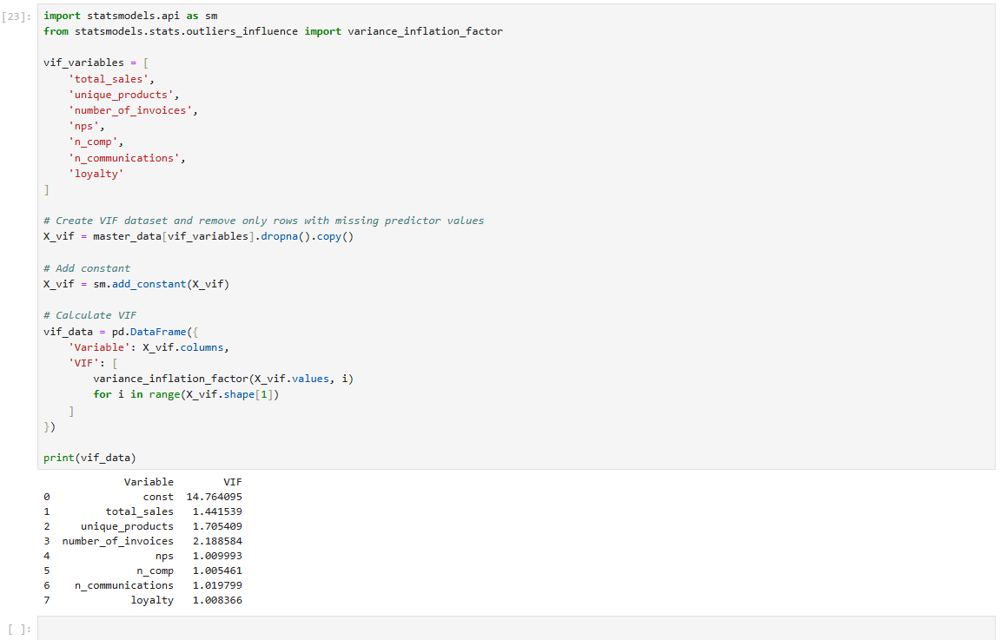 [23]:
import statsmodels.api as sm
from statsmodels.stats.outliers_influence import variance_inflation_factor

vif_variables = [
    'total_sales',
    'unique_products',
    'number_of_invoices',
    'nps',
    'n_comp',
    'n_communications',
    'loyalty'
]

# Create VIF dataset and remove only rows with missing predictor values
X_vif = master_data[vif_variables].dropna().copy()

# Add constant
X_vif = sm.add_constant(X_vif)

# Calculate VIF
vif_data = pd.DataFrame({
    'Variable': X_vif.columns,
    'VIF': [
        variance_inflation_factor(X_vif.values, i)
        for i in range(X_vif.shape[1])
    ]
})

print(vif_data)
             Variable        VIF
0               const  14.764095
1         total_sales   1.441539
2     unique_products   1.705409
3  number_of_invoices   2.188584
4                 nps   1.009993
5              n_comp   1.005461
6    n_communications   1.019799
7             loyalty   1.008366
[ ]: